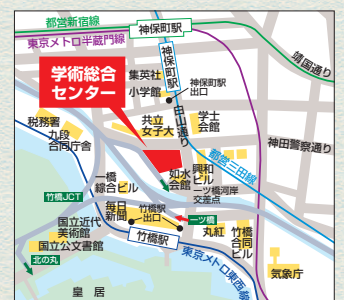 都営新宿線
神保町駅
東京メトロ半蔵門線
靖国通り
神保町駅
集英社
小学館
神保町駅
出口
学術総合
センター
税務署
九段
合同庁舎
共立
女子大
白山通り
学士
会館
神田警察通り
都営三田線
一橋
綜合ビル
如水
会館
興和
ビル
一ツ橋河岸
交差点
竹橋JCT
毎日
新聞
竹橋駅
出口
一ツ橋
国立近代
美術館
国立公文書館
竹橋駅
丸紅
竹橋
合同
ビル
北の丸
東京メトロ東西線
気象庁
皇居